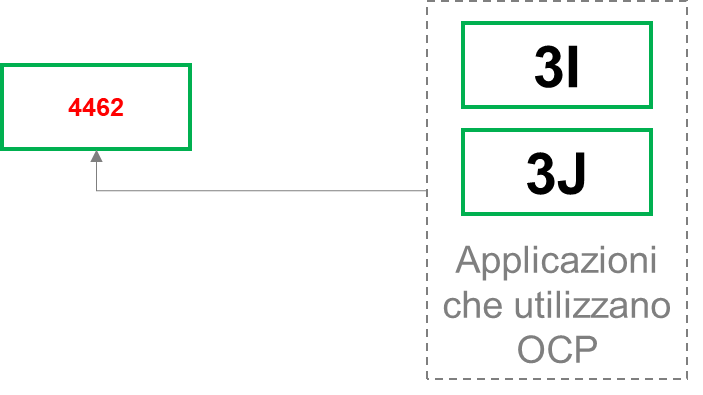 4462
3I
3J
Applicazioni
che utilizzano
OCP